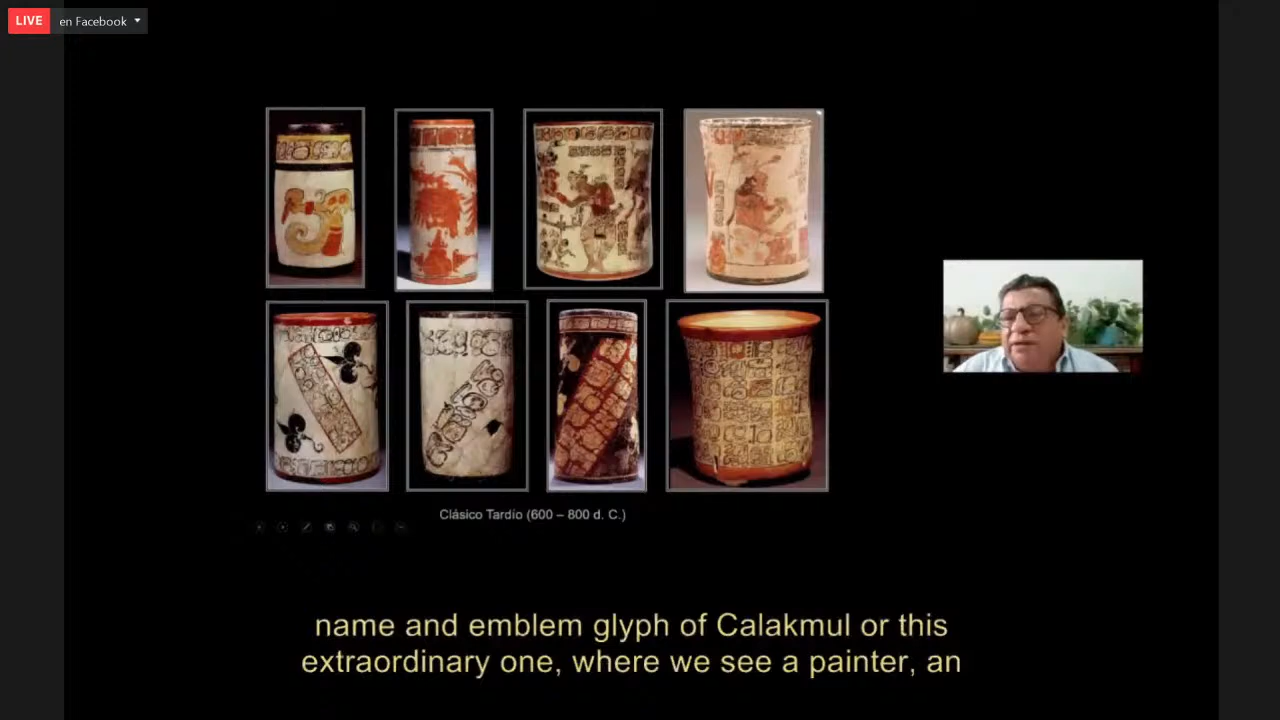 LIVE en Facebook
Clásico Tardío (600 – 800 d. C.)
name and emblem glyph of Calakmul or this
extraordinary one, where we see a painter, an